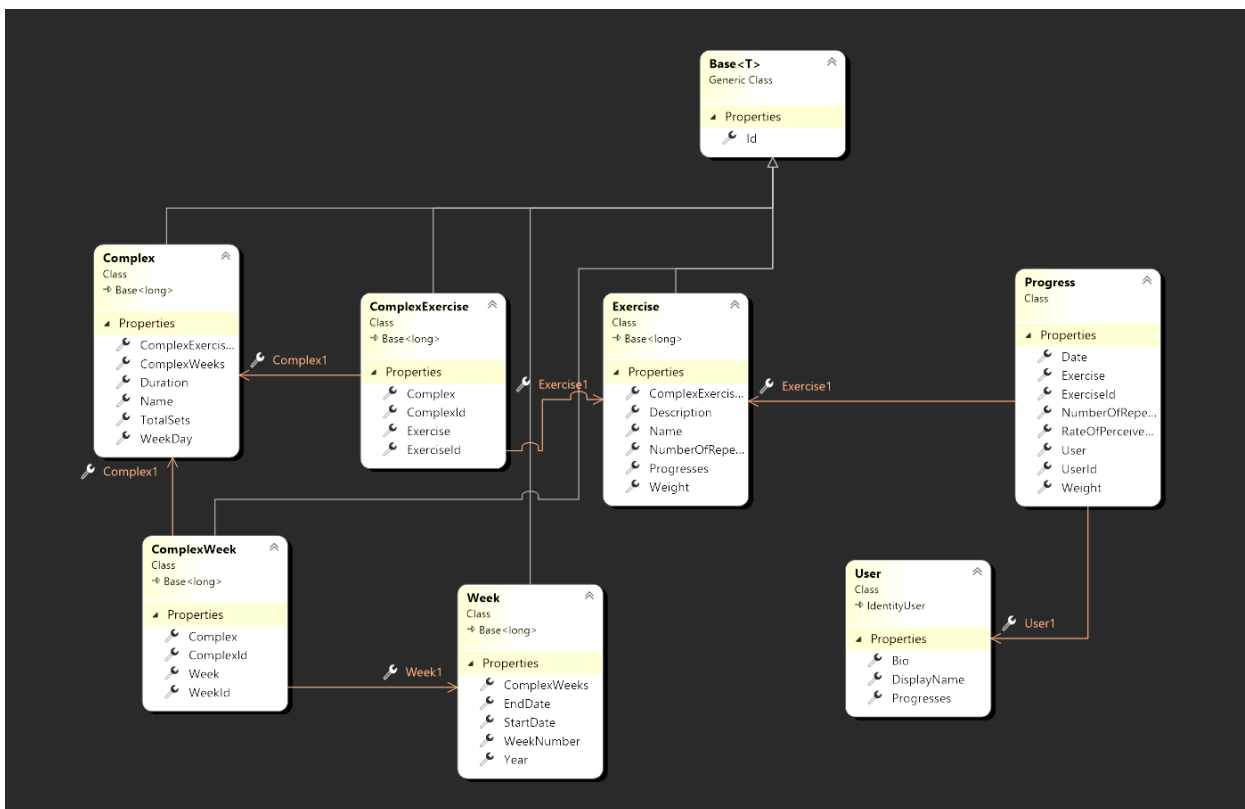 Base<T>
Generic Class
Properties
Id
Complex
Class
Base<long>
Properties
ComplexExercis...
ComplexWeeks
Duration
Name
TotalSets
WeekDay
Complex1
ComplexExercise
Class
Base<long>
Properties
Complex
ComplexId
Exercise
ExerciseId
Exercise1
Exercise
Class
Base<long>
Properties
ComplexExercis...
Description
Name
NumberOfRepe...
Progresses
Weight
Exercise1
Progress
Class
Properties
Date
Exercise
ExerciseId
NumberOfRepe...
RateOfPerceive...
User
UserId
Weight
Complex1
ComplexWeek
Class
Base<long>
Properties
Complex
ComplexId
Week
WeekId
Week1
Week
Class
Base<long>
Properties
ComplexWeeks
EndDate
StartDate
WeekNumber
Year
User
Class
IdentityUser
Properties
Bio
DisplayName
Progresses
User1